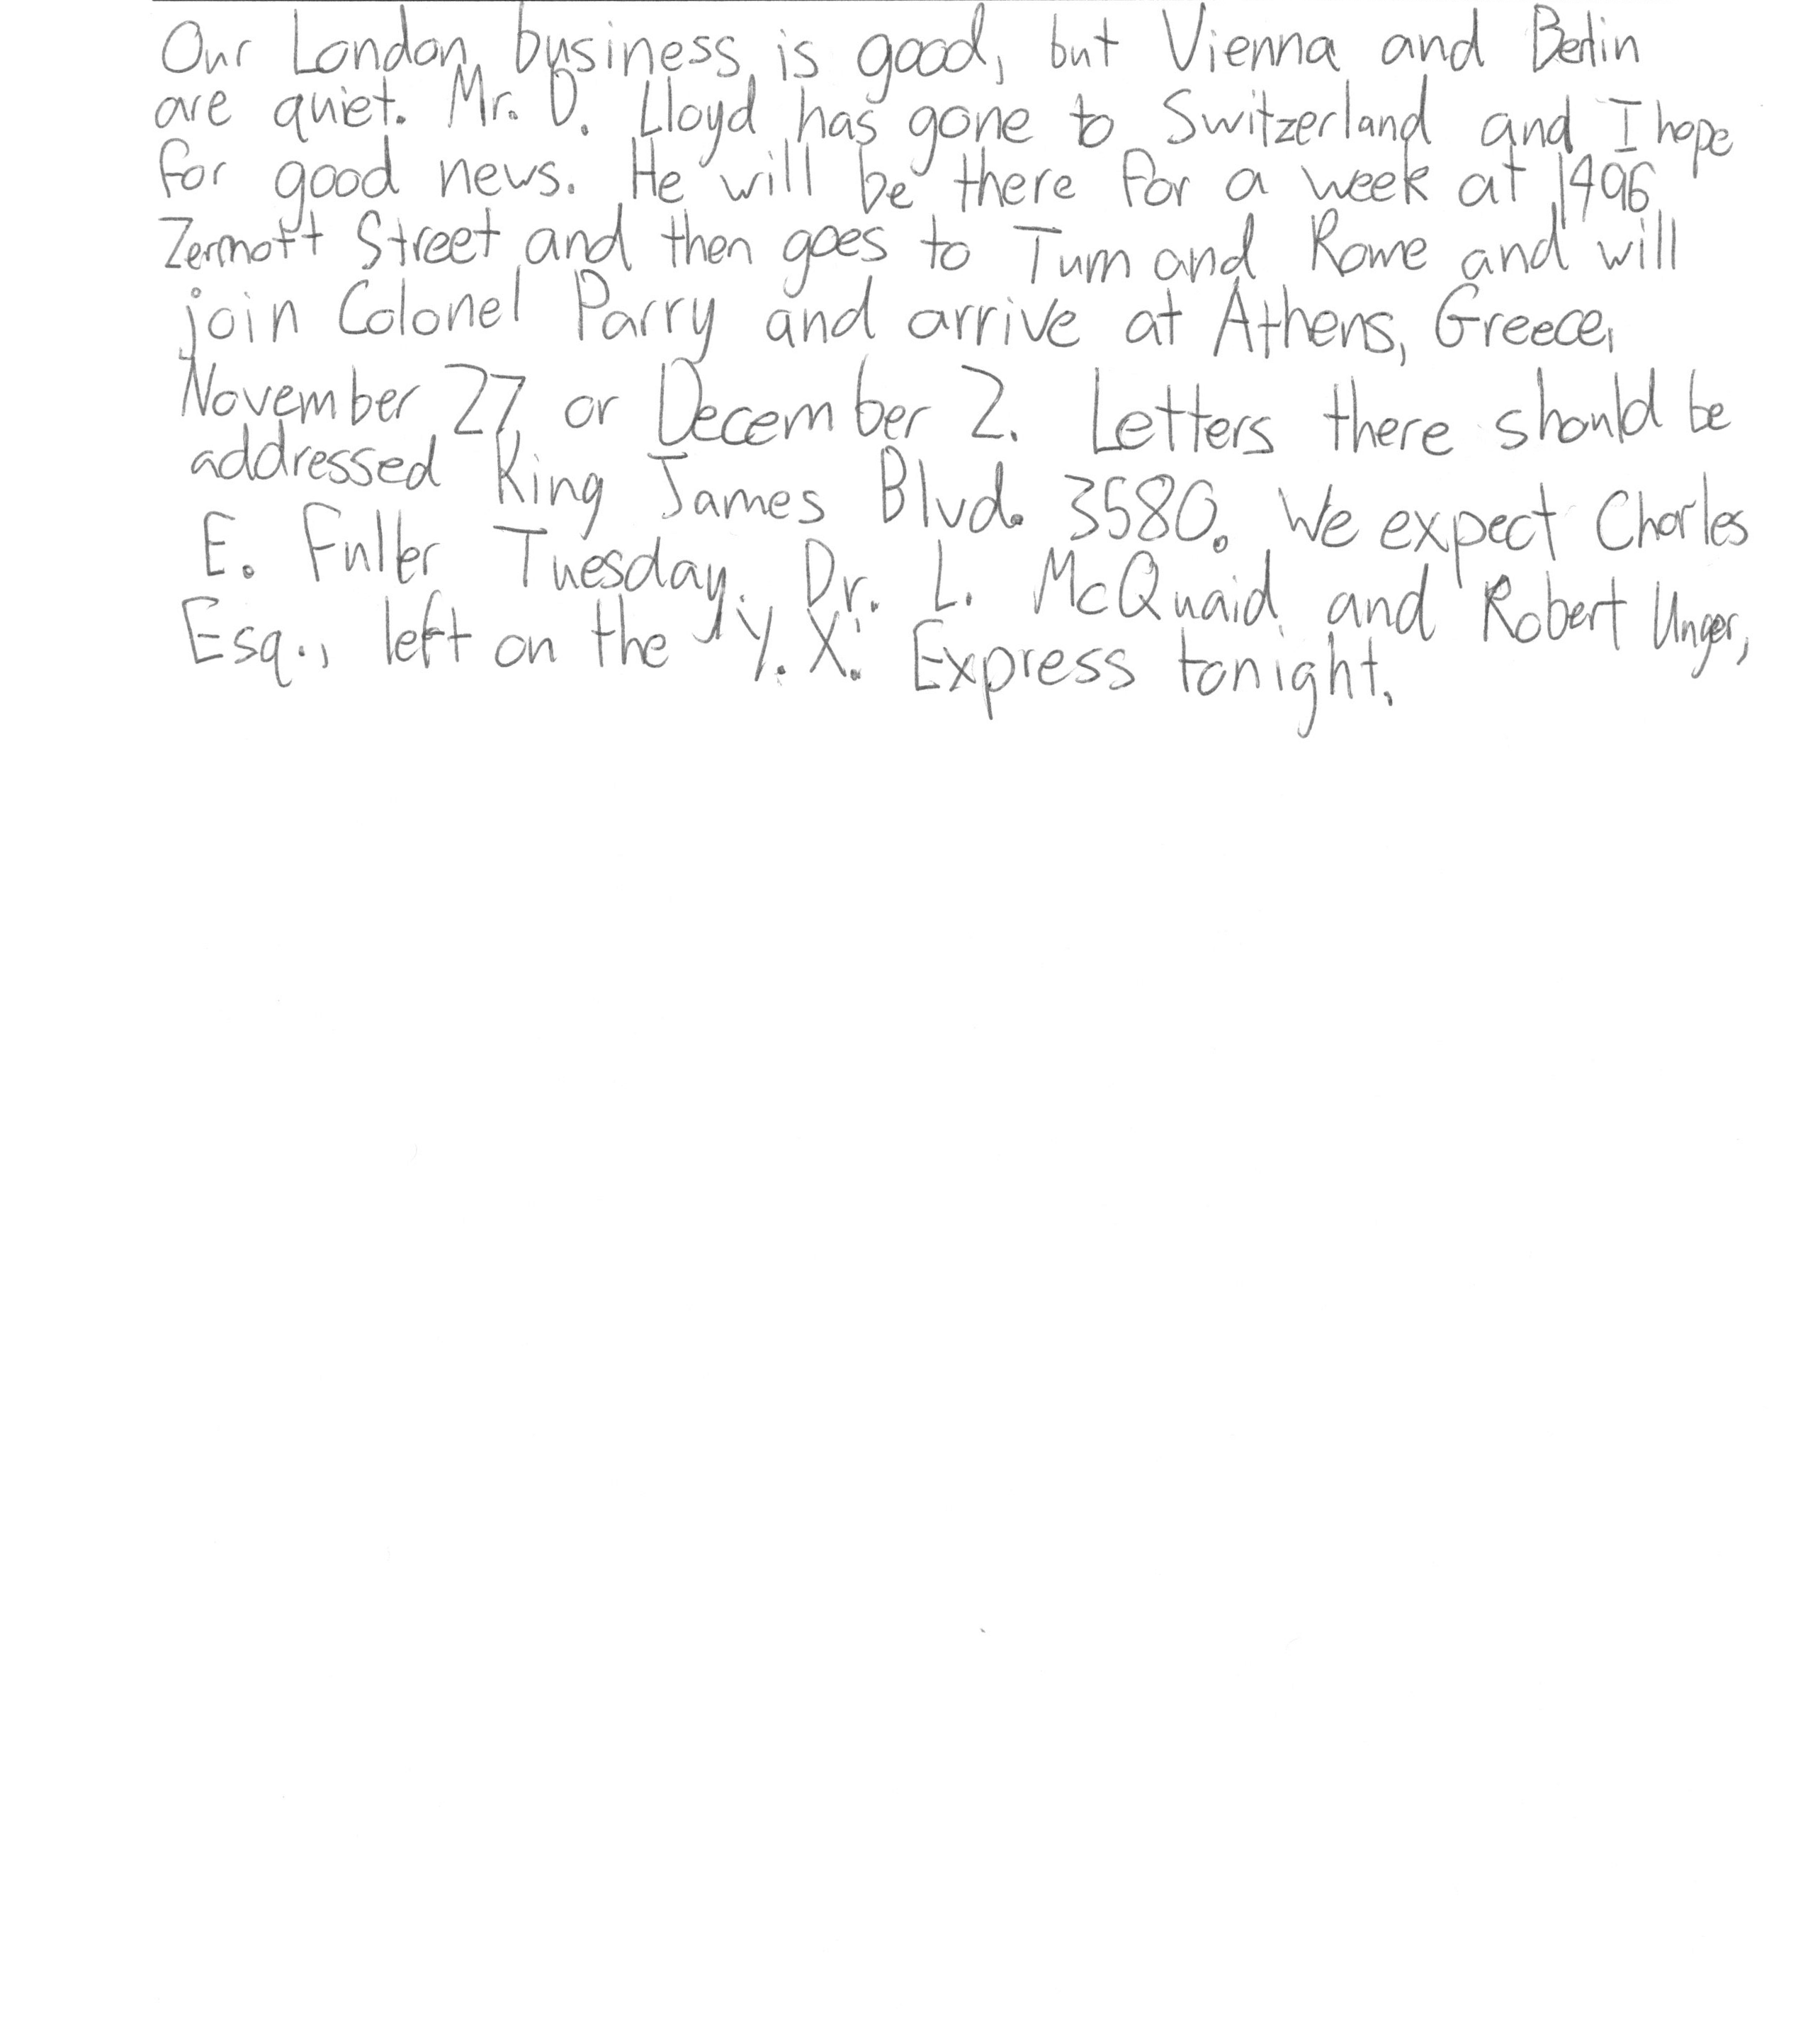 Our London business is good, but Vienna and Berlin
are quiet. Mr. D. Lloyd has gone to Switzerland and I hope
for good news. He will be there for a week at 1496
Zermott Street and then goes to Turn and Rome and will
join Colonel Parry and arrive at Athens, Greece,
November 27 or December 2. Letters there should be
addressed King James Blvd. 3580. We expect Charles
E. Fuller Tuesday. Dr. L. McQuaid and Robert Unger,
Esq., left on the "Y.X." Express tonight.